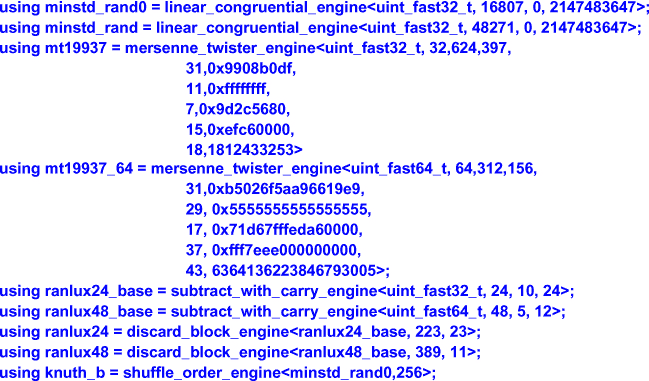 using minstd_rand0 = linear_congruential_engine<uint_fast32_t, 16807, 0, 2147483647>;
using minstd_rand = linear_congruential_engine<uint_fast32_t, 48271, 0, 2147483647>;
using mt19937 = mersenne_twister_engine<uint_fast32_t, 32,624,397,
31,0x9908b0df,
11,0xffffffff,
7,0x9d2c5680,
15,0xefc60000,
18,1812433253>
using mt19937_64 = mersenne_twister_engine<uint_fast64_t, 64,312,156,
31,0xb5026f5aa96619e9,
29, 0x5555555555555555,
17, 0x71d67fffeda60000,
37, 0xfff7eee000000000,
43, 6364136223846793005>;
using ranlux24_base = subtract_with_carry_engine<uint_fast32_t, 24, 10, 24>;
using ranlux48_base = subtract_with_carry_engine<uint_fast64_t, 48, 5, 12>;
using ranlux24 = discard_block_engine<ranlux24_base, 223, 23>;
using ranlux48 = discard_block_engine<ranlux48_base, 389, 11>;
using knuth_b = shuffle_order_engine<minstd_rand0,256>;